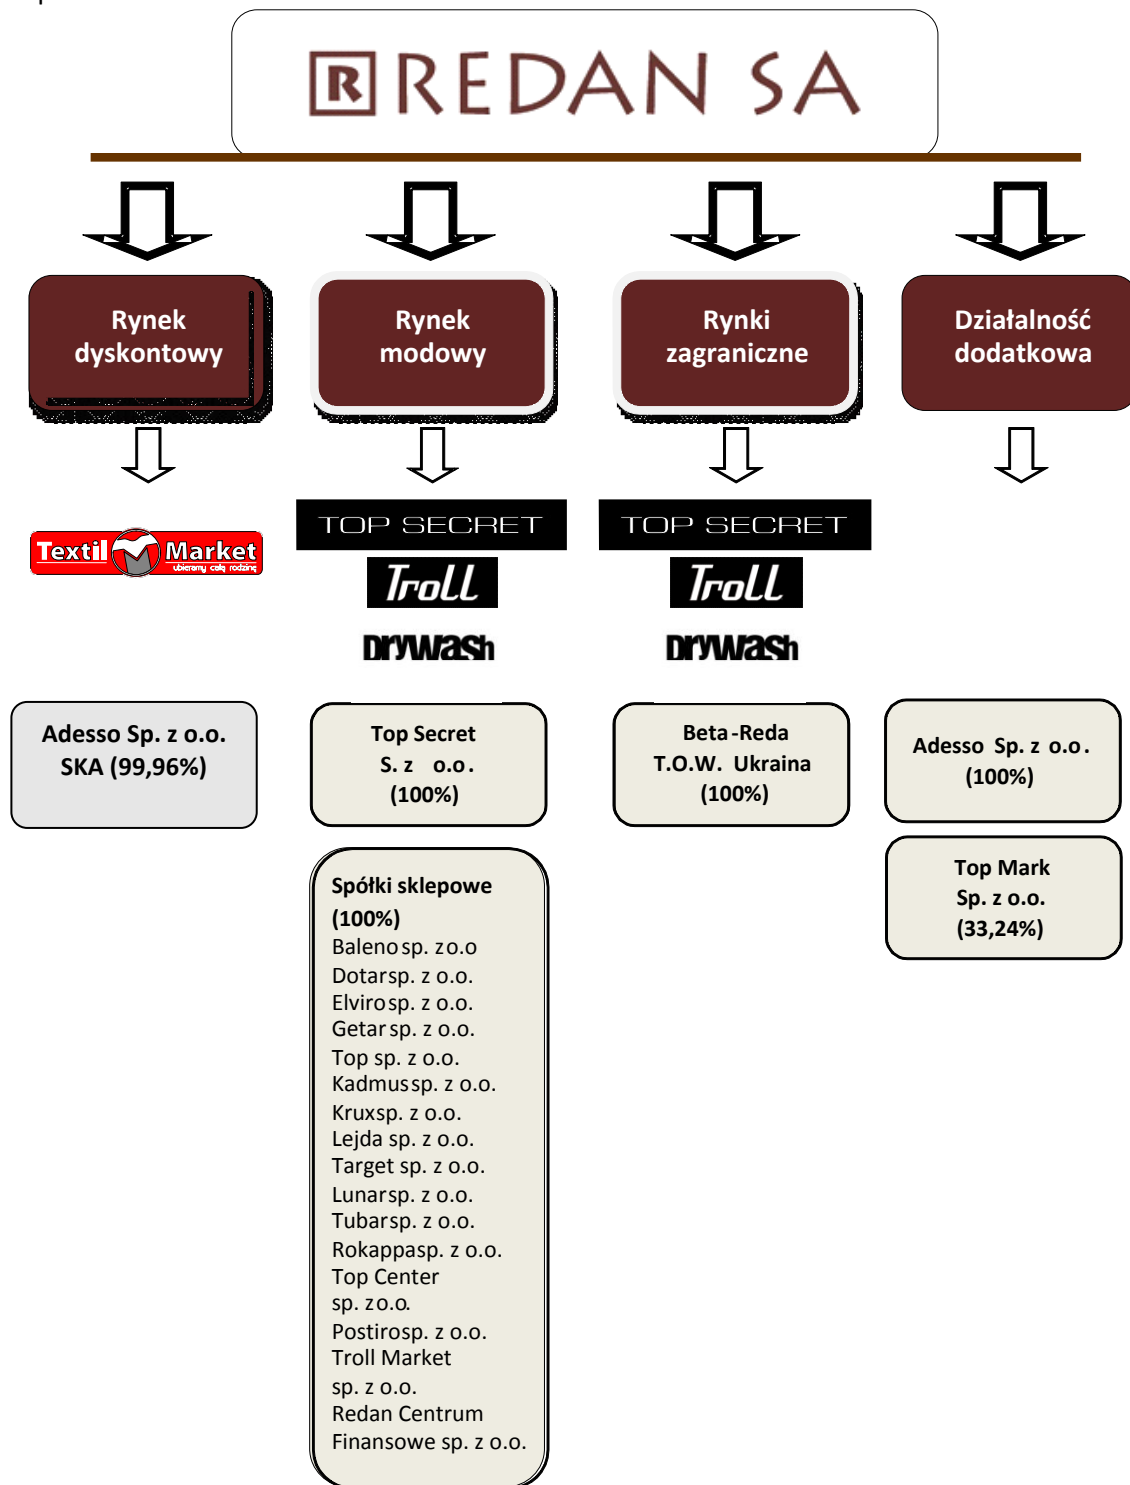 R REDAN SA
Rynek
dyskontowy
Rynek
modowy
Rynki
zagraniczne
Działalność
dodatkowa
Textil Market
ubieramy całą rodzinę
TOP SECRET
Troll
DRYWASH
TOP SECRET
Troll
DRYWASH
Adesso Sp. z o.o.
SKA (99,96%)
Top Secret
S. z o.o.
(100%)
Beta-Reda
T.O.W. Ukraina
(100%)
Adesso Sp. z o.o.
(100%)
Top Mark
Sp. z o.o.
(33,24%)
Spółki sklepowe
(100%)
Baleno sp. z o.o
Dotar sp. z o.o.
Elviro sp. z o.o.
Getar sp. z o.o.
Top sp. z o.o.
Kadmus sp. z o.o.
Krux sp. z o.o.
Lejda sp. z o.o.
Target sp. z o.o.
Lunar sp. z o.o.
Tubar sp. z o.o.
Rokappa sp. z o.o.
Top Center
sp. z o.o.
Postiro sp. z o.o.
Troll Market
sp. z o.o.
Redan Centrum
Finansowe sp. z o.o.